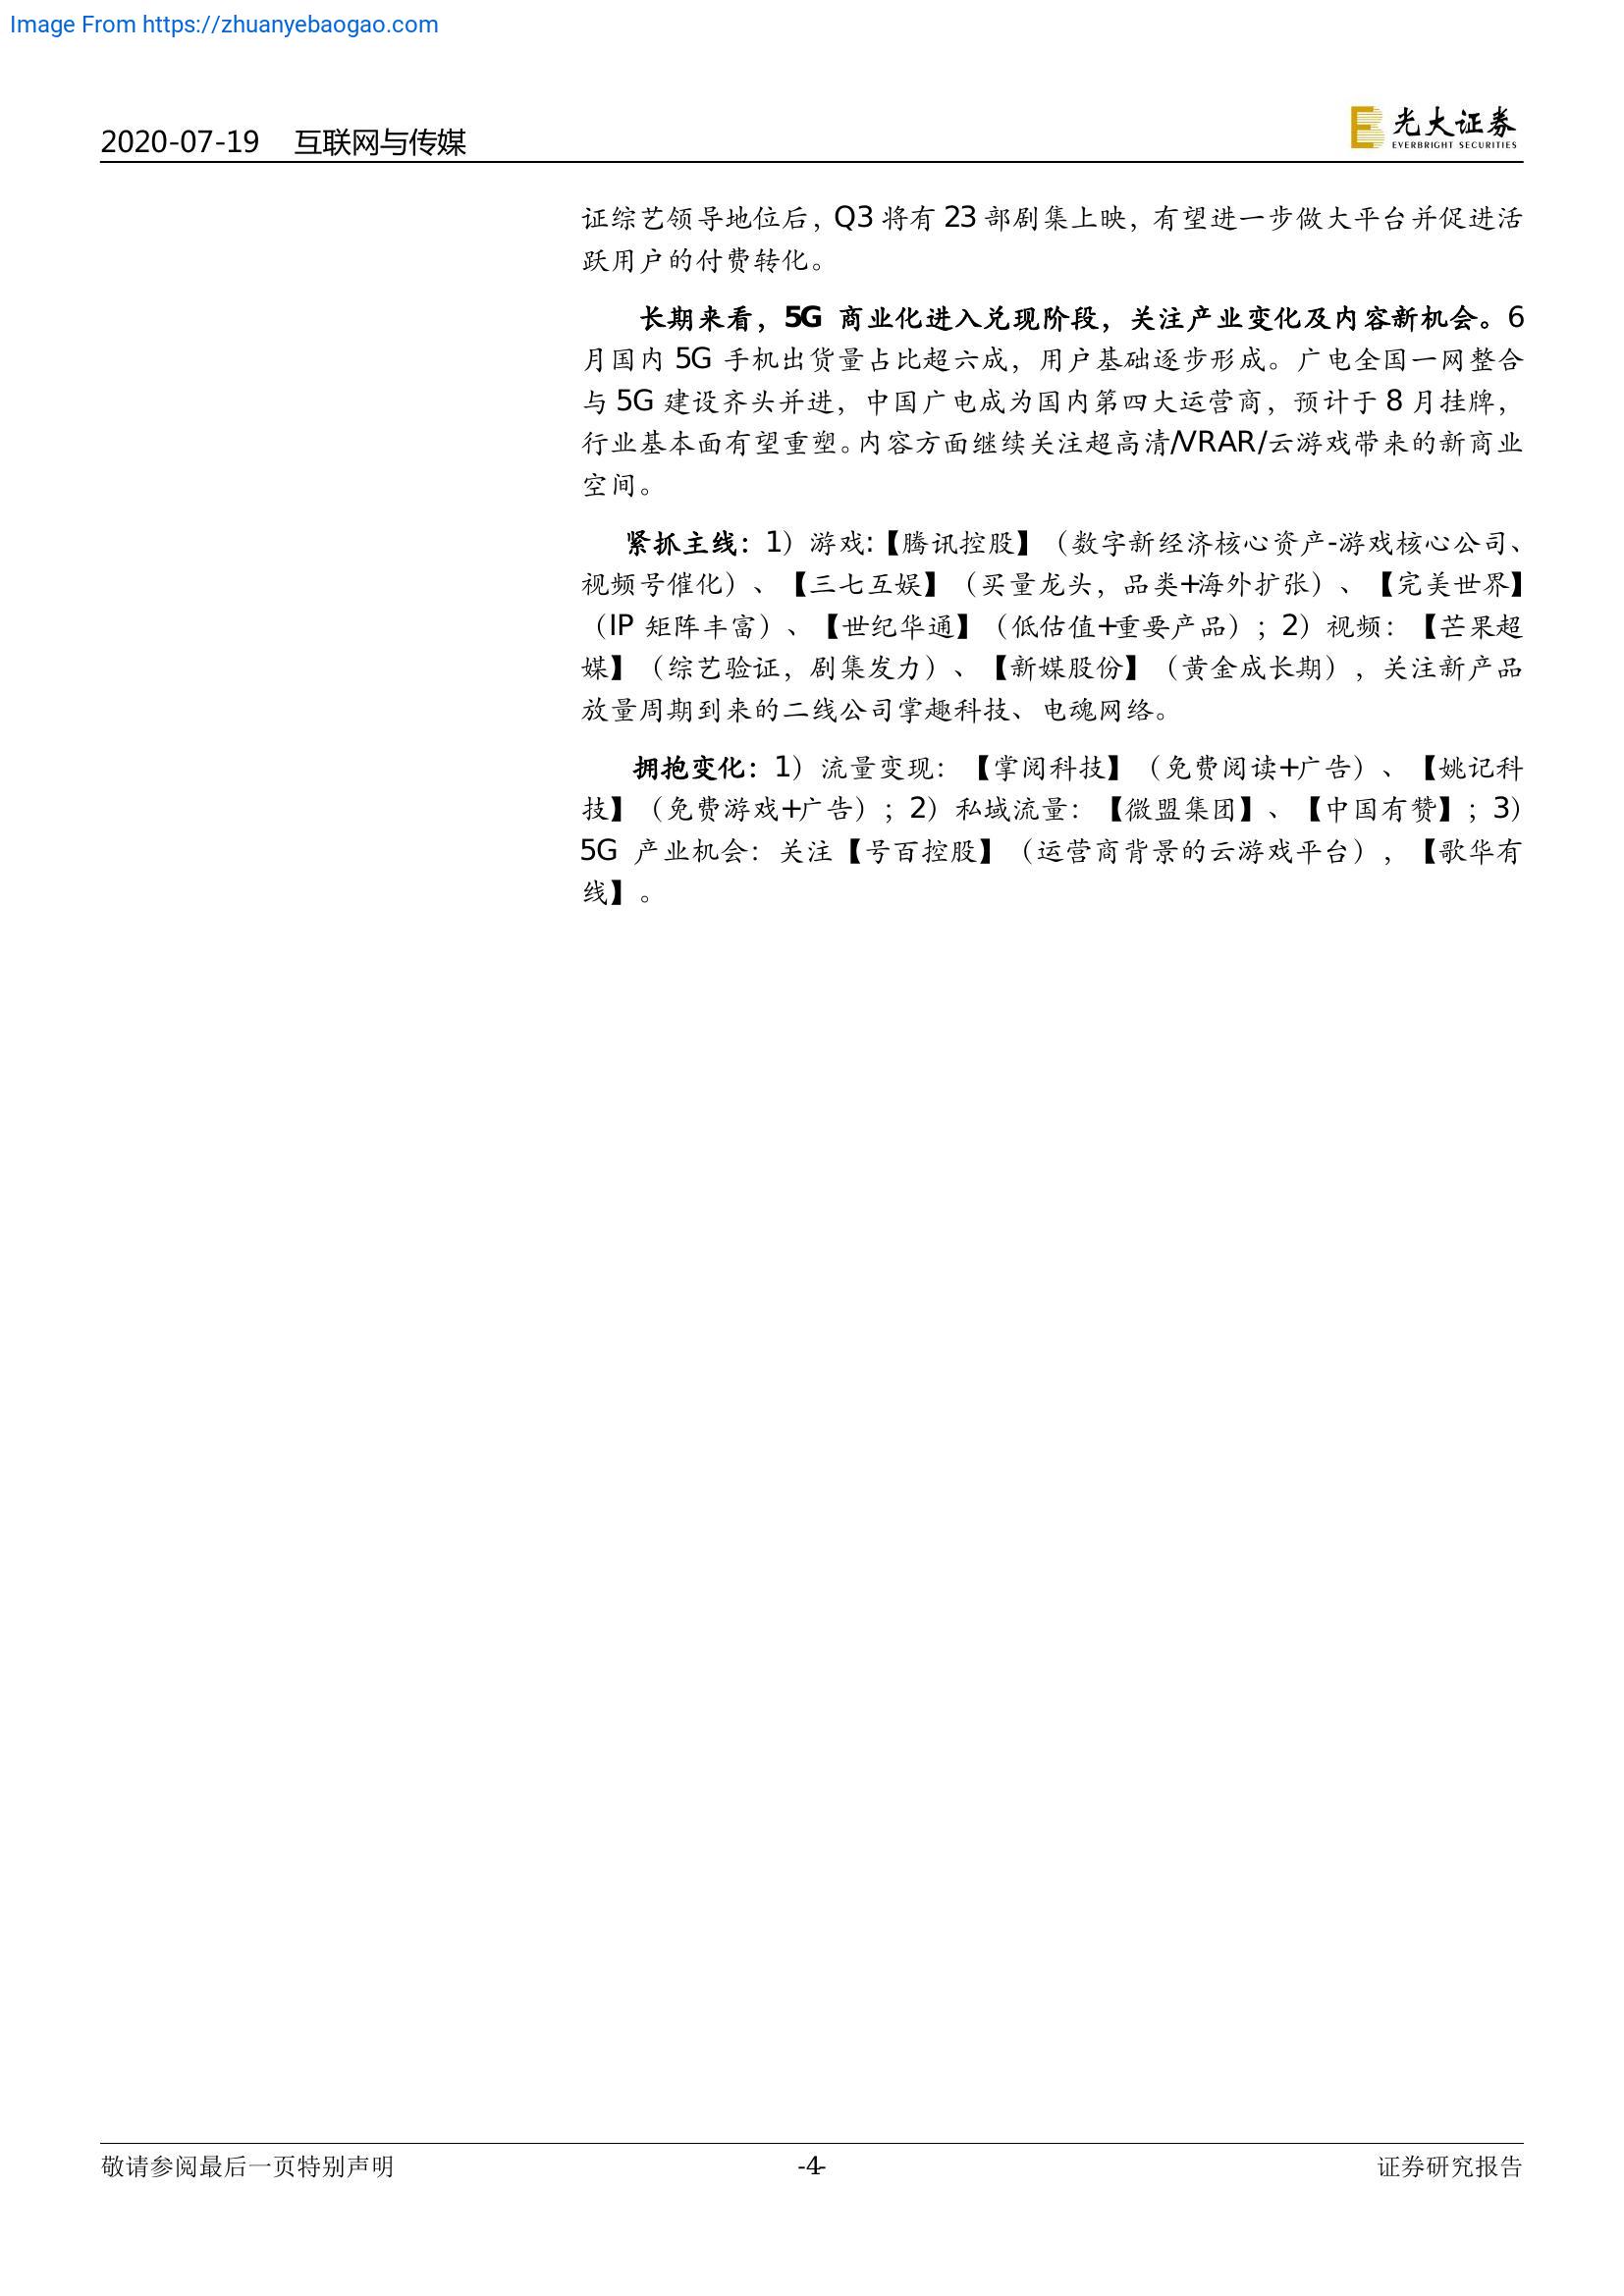 Image From https://zhuanyebaogao.com
2020-07-19 互联网与传媒
光大证券
EVERBRIGHT SECURITIES
证综艺领导地位后，Q3 将有 23 部剧集上映，有望进一步做大平台并促进活
跃用户的付费转化。
长期来看，5G 商业化进入兑现阶段，关注产业变化及内容新机会。6
月国内 5G 手机出货量占比超六成，用户基础逐步形成。广电全国一网整合
与 5G 建设齐头并进，中国广电成为国内第四大运营商，预计于 8 月挂牌，
行业基本面有望重塑。内容方面继续关注超高清/VRAR/云游戏带来的新商业
空间。
紧抓主线：1）游戏:【腾讯控股】（数字新经济核心资产-游戏核心公司、
视频号催化）、【三七互娱】（买量龙头，品类+海外扩张）、【完美世界】
（IP 矩阵丰富）、【世纪华通】（低估值+重要产品）；2）视频：【芒果超
媒】（综艺验证，剧集发力）、【新媒股份】（黄金成长期），关注新产品
放量周期到来的二线公司掌趣科技、电魂网络。
拥抱变化：1）流量变现：【掌阅科技】（免费阅读+广告）、【姚记科
技】（免费游戏+广告）；2）私域流量：【微盟集团】、【中国有赞】；3）
5G 产业机会：关注【号百控股】（运营商背景的云游戏平台），【歌华有
线】。
敬请参阅最后一页特别声明 -4- 证券研究报告